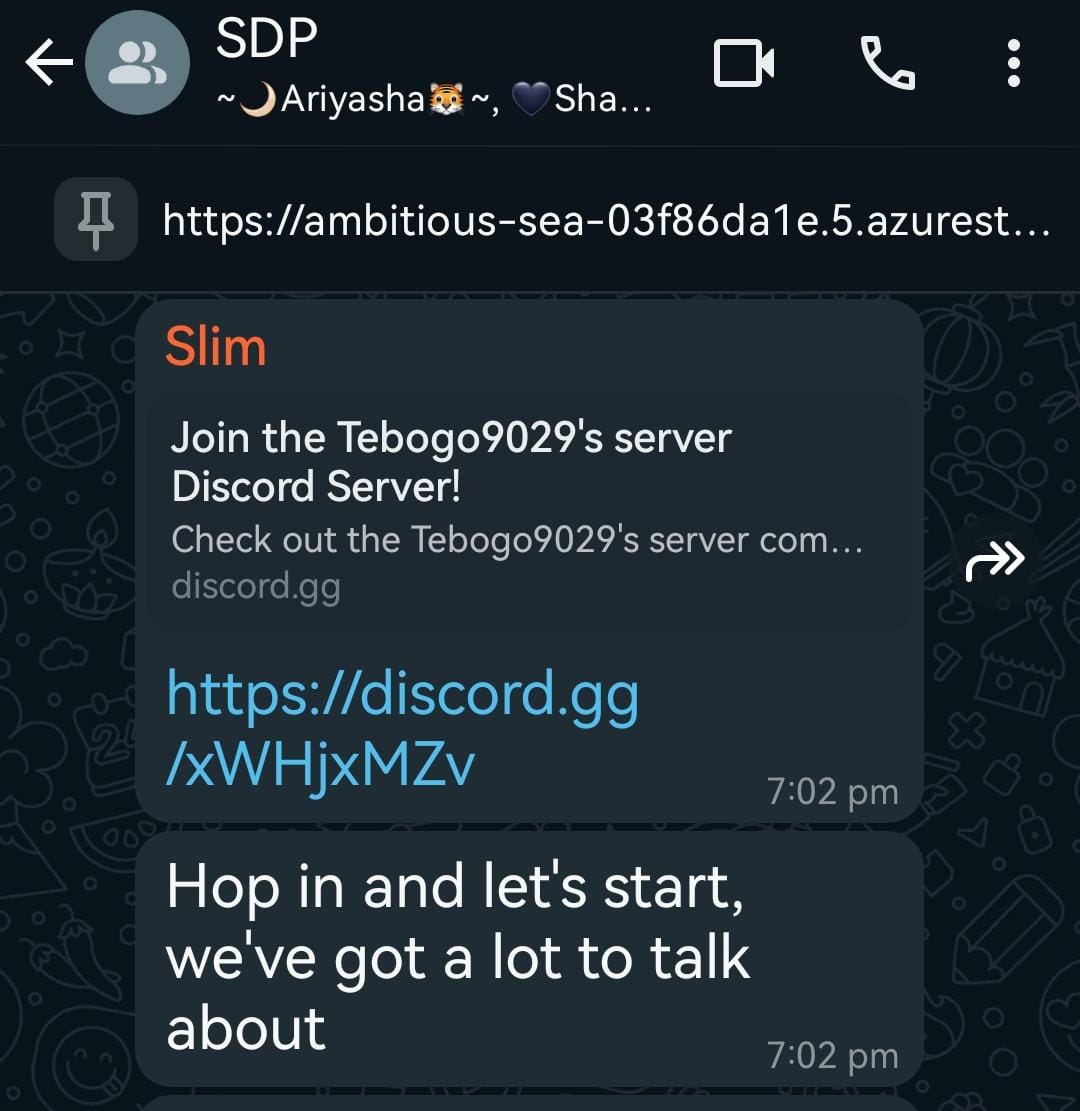 SDP
~🌙Ariyasha🐯~, 🖤Sha...
https://ambitious-sea-03f86da1e.5.azurest...
Slim
Join the Tebogo9029's server
Discord Server!
Check out the Tebogo9029's server com...
discord.gg
https://discord.gg
/xWHjxMZv
7:02 pm
Hop in and let's start,
we've got a lot to talk
about
7:02 pm